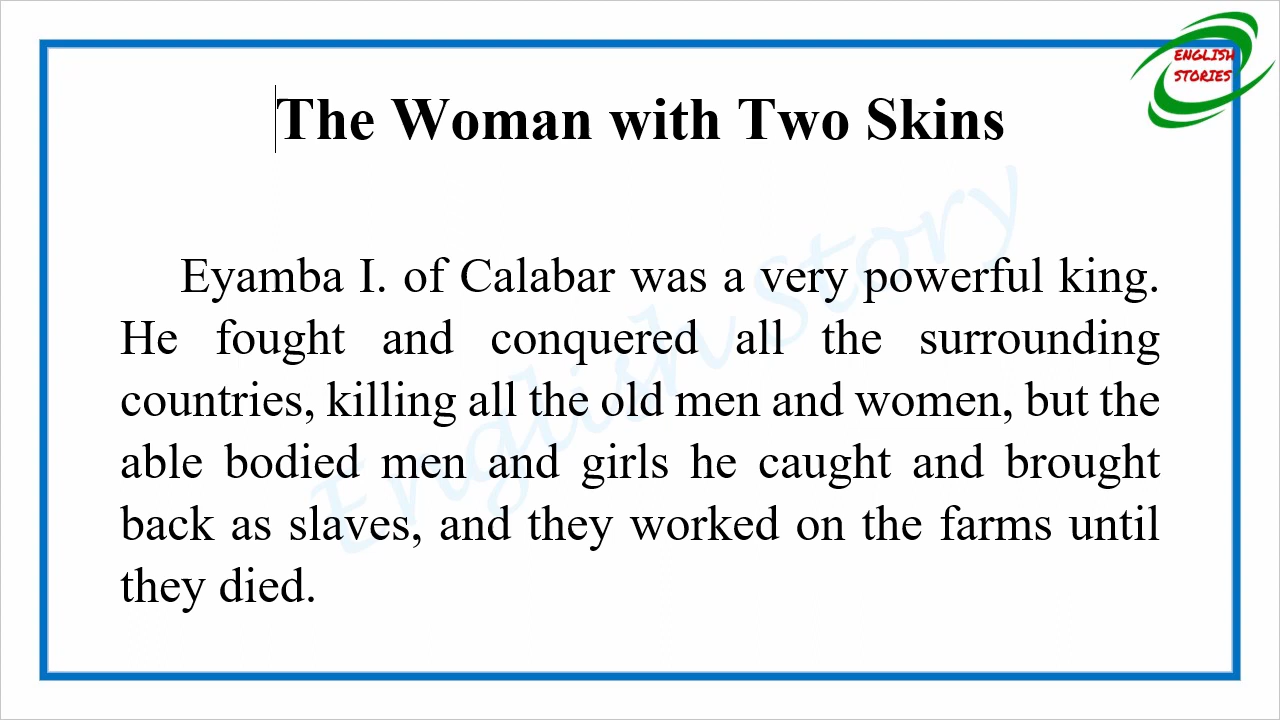 ENGLISH
STORIES
The Woman with Two Skins
Eyamba I. of Calabar was a very powerful king.
He fought and conquered all the surrounding
countries, killing all the old men and women, but the
able bodied men and girls he caught and brought
back as slaves, and they worked on the farms until
they died.
English Story